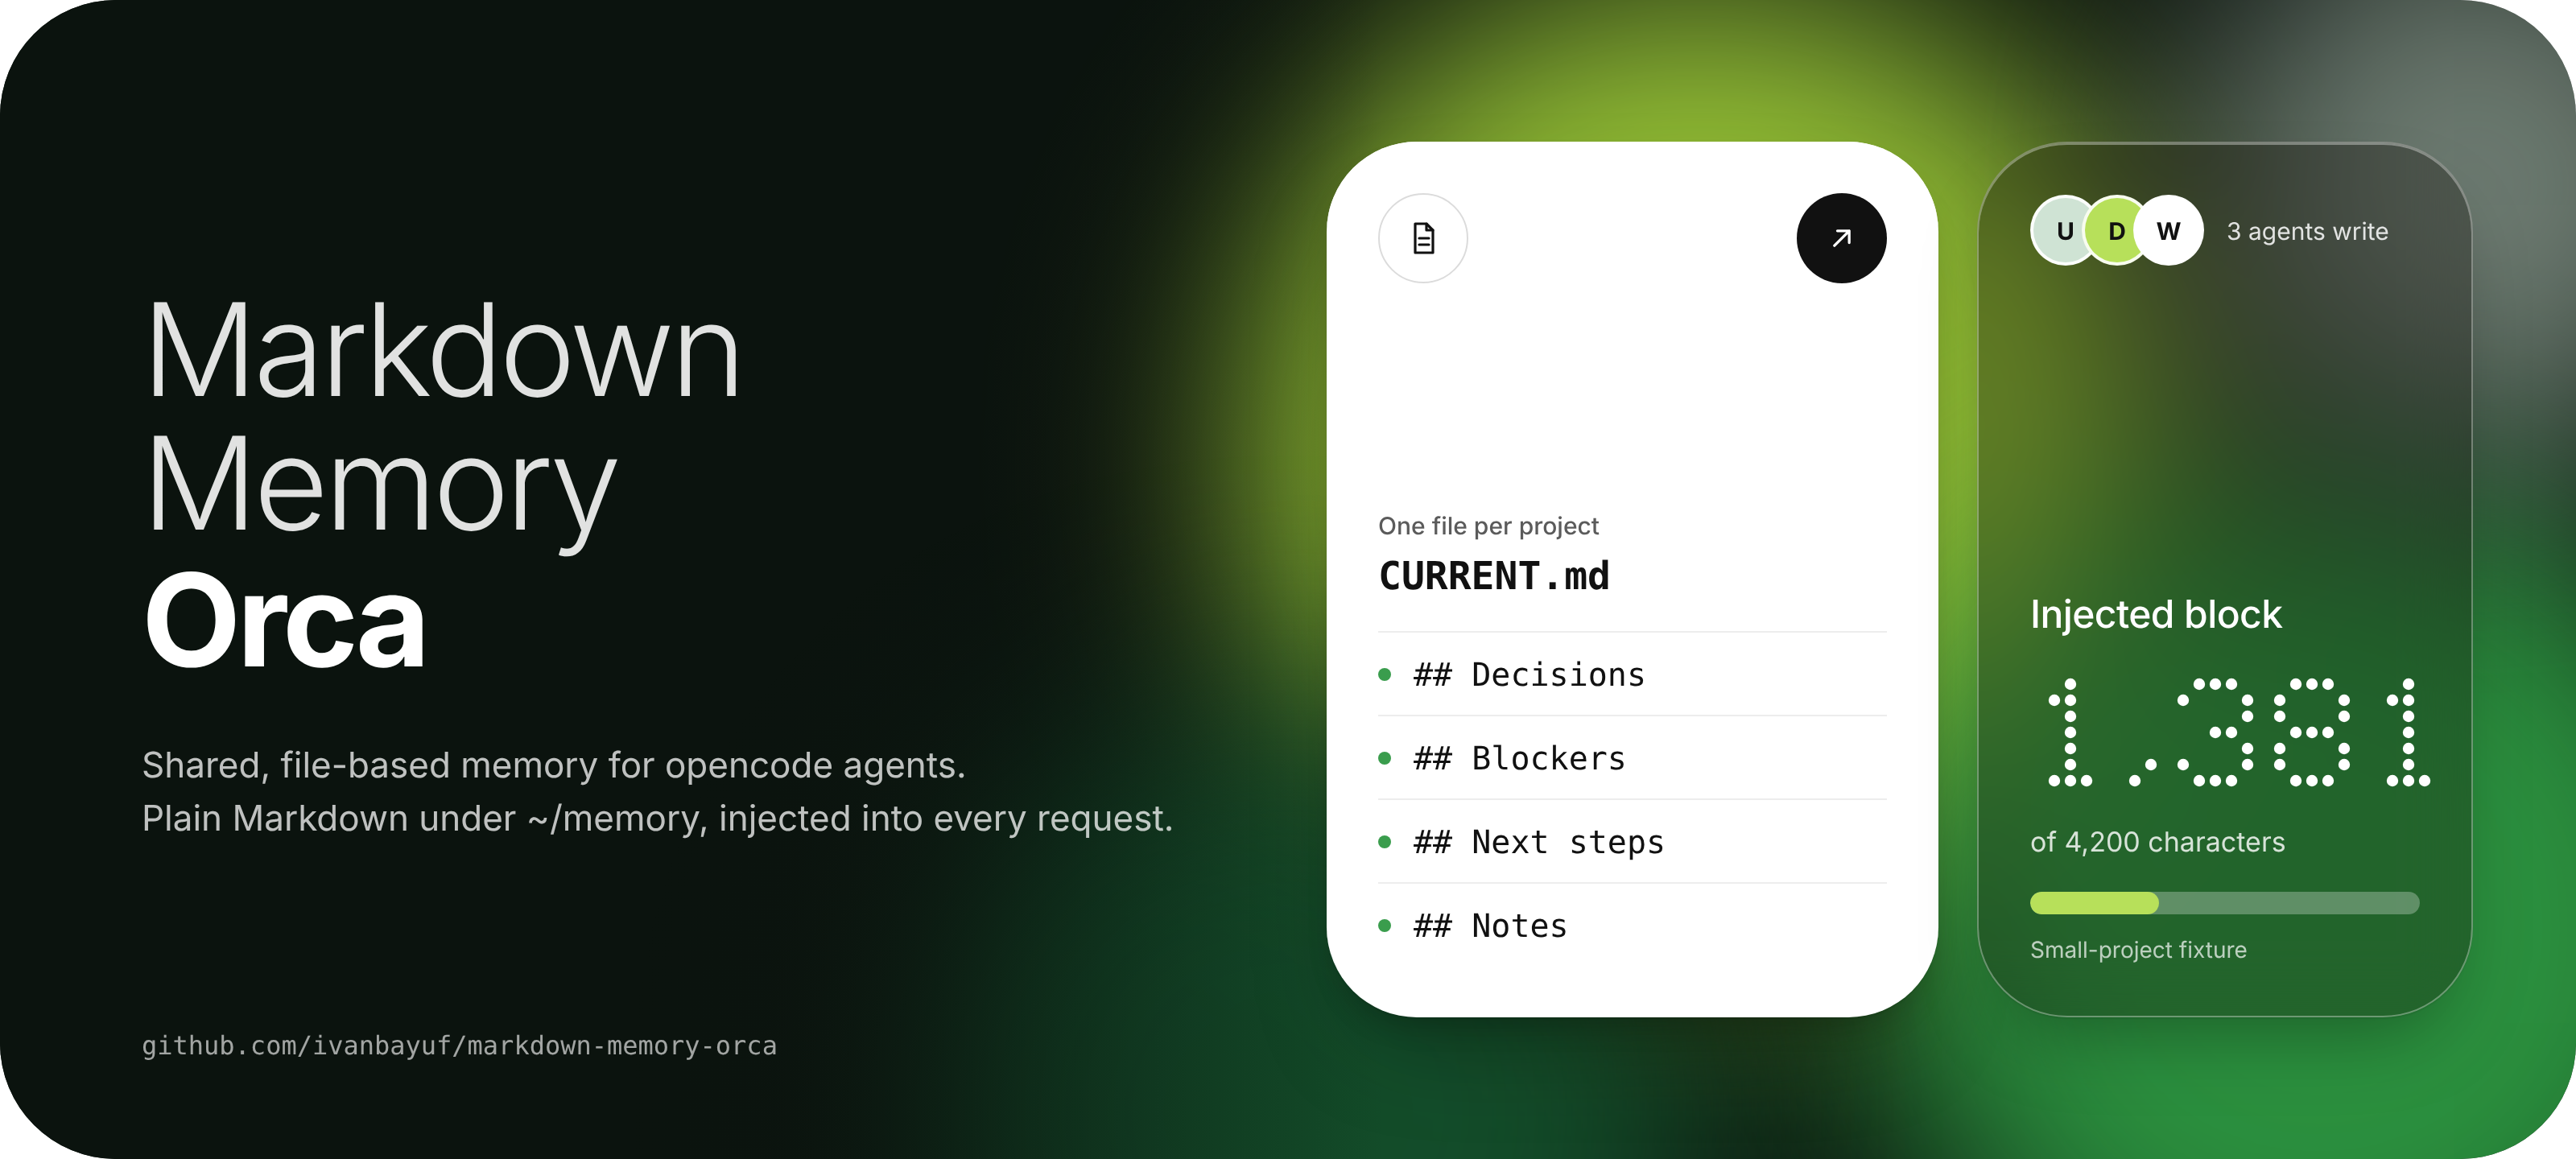 Markdown
Memory
Orca
Shared, file-based memory for opencode agents.
Plain Markdown under ~/memory, injected into every request.
github.com/ivanbayuf/markdown-memory-orca
One file per project
CURRENT.md
## Decisions
## Blockers
## Next steps
## Notes
U D W 3 agents write
Injected block
1,381
of 4,200 characters
Small-project fixture